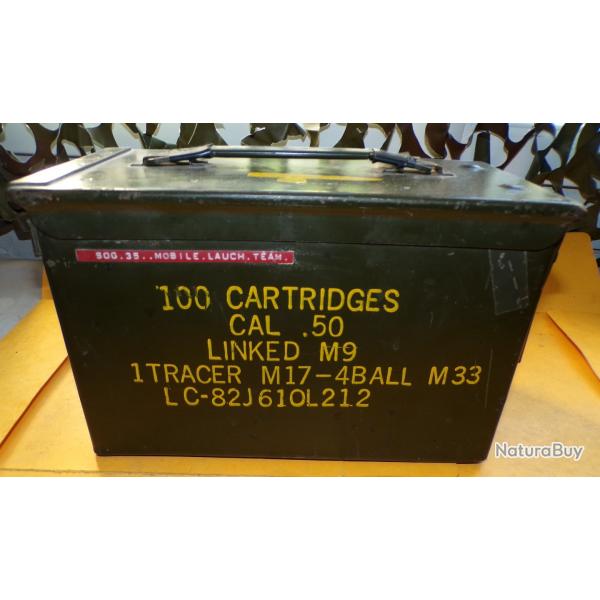 SOG.35..MOBILE.LAUCH.TEAM.
100 CARTRIDGES
CAL .50
LINKED M9
1TRACER M17-4BALL M33
LC-82J610L212
NaturaBuy